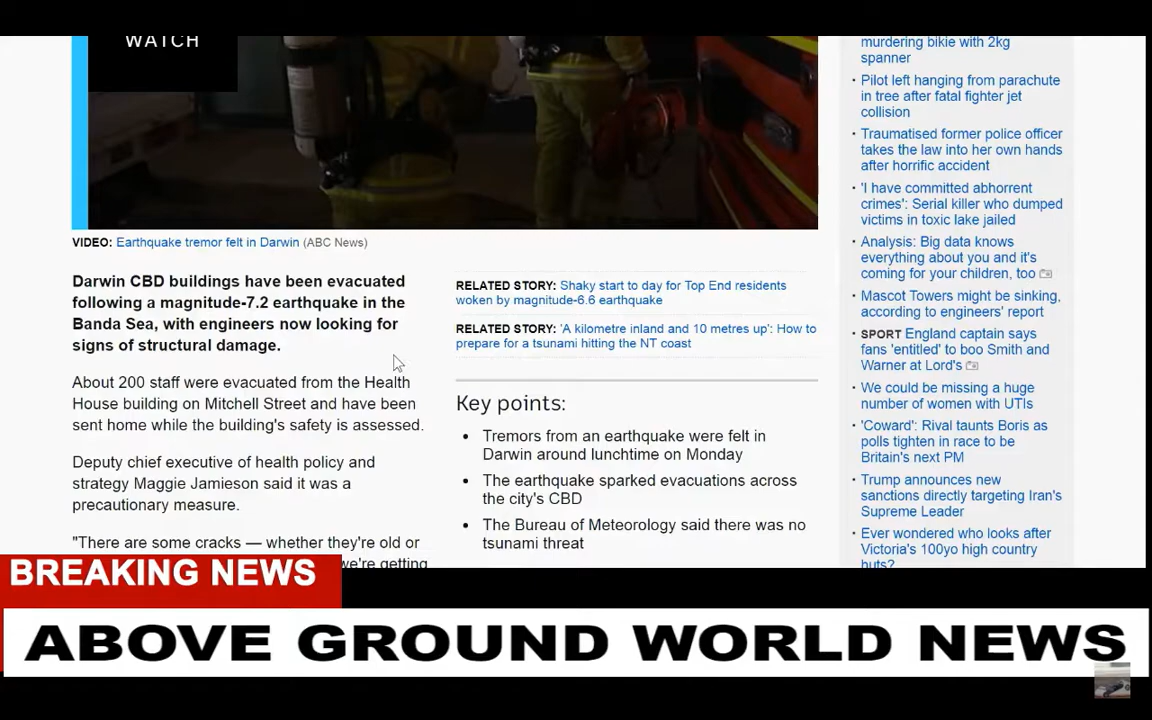 WATCH
VIDEO: Earthquake tremor felt in Darwin (ABC News)
Darwin CBD buildings have been evacuated
following a magnitude-7.2 earthquake in the
Banda Sea, with engineers now looking for
signs of structural damage.
About 200 staff were evacuated from the Health
House building on Mitchell Street and have been
sent home while the building's safety is assessed.
Deputy chief executive of health policy and
strategy Maggie Jamieson said it was a
precautionary measure.
"There are some cracks — whether they're old or
we're getting
RELATED STORY: Shaky start to day for Top End residents
woken by magnitude-6.6 earthquake
RELATED STORY: 'A kilometre inland and 10 metres up': How to
prepare for a tsunami hitting the NT coast
Key points:
• Tremors from an earthquake were felt in
Darwin around lunchtime on Monday
• The earthquake sparked evacuations across
the city's CBD
• The Bureau of Meteorology said there was no
tsunami threat
murdering bikie with 2kg
spanner
• Pilot left hanging from parachute
in tree after fatal fighter jet
collision
• Traumatised former police officer
takes the law into her own hands
after horrific accident
• 'I have committed abhorrent
crimes': Serial killer who dumped
victims in toxic lake jailed
• Analysis: Big data knows
everything about you and it's
coming for your children, too
• Mascot Towers might be sinking,
according to engineers' report
• SPORT England captain says
fans 'entitled' to boo Smith and
Warner at Lord's
• We could be missing a huge
number of women with UTIs
• 'Coward': Rival taunts Boris as
polls tighten in race to be
Britain's next PM
• Trump announces new
sanctions directly targeting Iran's
Supreme Leader
• Ever wondered who looks after
Victoria's 100yo high country
huts?
BREAKING NEWS
ABOVE GROUND WORLD NEWS